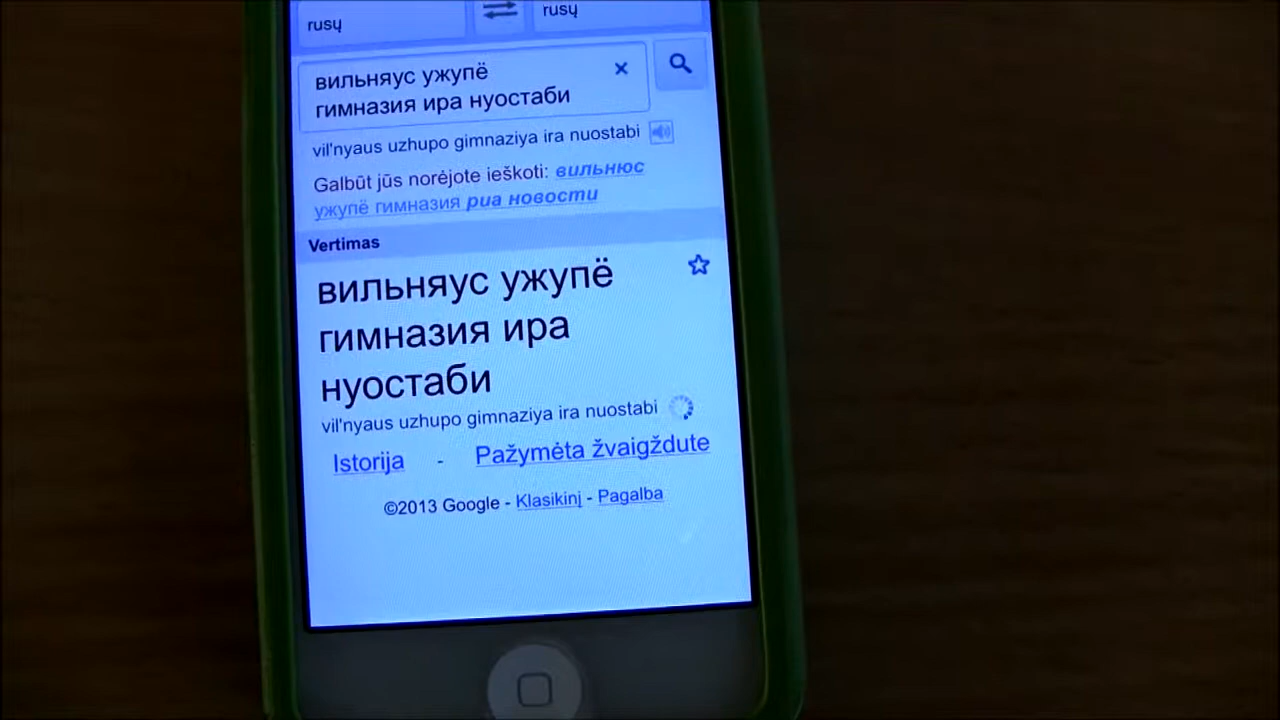 rusų
rusų
вильняус ужупё
гимназия ира нуостаби
vil'nyaus uzhupo gimnaziya ira nuostabi
Galbūt jūs norėjote ieškoti: вильнюс
ужупё гимназия риа новости
Vertimas
вильняус ужупё
гимназия ира
нуостаби
vil'nyaus uzhupo gimnaziya ira nuostabi
Istorija - Pažymėta žvaigždute
©2013 Google - Klasikinį - Pagalba